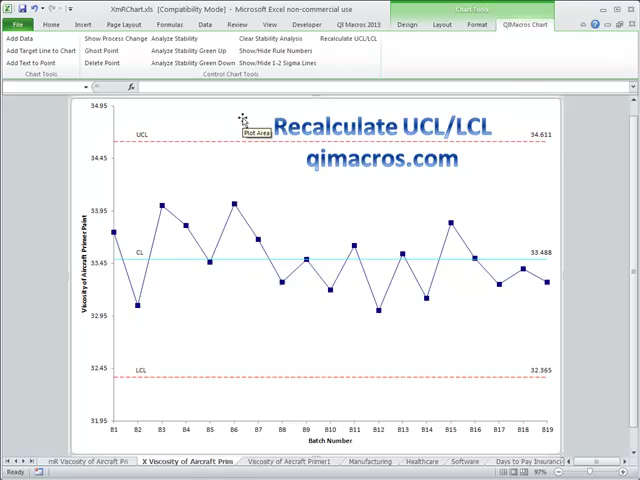 XmRChart.xls [Compatibility Mode] - Microsoft Excel non-commercial use
Chart Tools
File Home Insert Page Layout Formulas Data Review View Developer QI Macros 2013 Design Layout Format QIMacros Chart
Add Data Show Process Change Analyze Stability Clear Stability Analysis Recalculate UCL/LCL
Add Target Line to Chart Ghost Point Analyze Stability Green Up Show/Hide Rule Numbers
Add Text to Point Delete Point Analyze Stability Green Down Show/Hide 1-2 Sigma Lines
Chart Tools Control Chart Tools
fx
34.95
Plot Area
Recalculate UCL/LCL
UCL 34.611
34.45
qimacros.com
33.95
CL 33.488
33.45
32.95
32.45
LCL 32.365
31.95
Viscosity of Aircraft Primer Paint
B1 B2 B3 B4 B5 B6 B7 B8 B9 B10 B11 B12 B13 B14 B15 B16 B17 B18 B19
Batch Number
mR Viscosity of Aircraft Pri X Viscosity of Aircraft Prim Viscosity of Aircraft Primer1 Manufacturing Healthcare Software Days to Pay Insuranc
Ready 97%